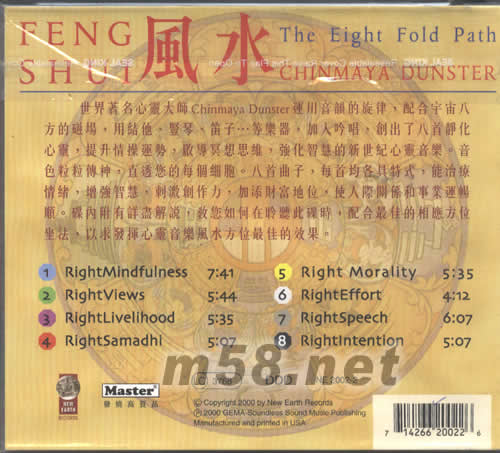 FENG SHUI 風水
The Eight Fold Path
CHINMAYA DUNSTER
世界著名心靈大師Chinmaya Dunster運用音韻的旋律，配合宇宙八
方的磁場，用結他、豎琴、笛子…等樂器，加入吟唱，創出了八首靜化
心靈，提升情操運勢，啟導冥想思維，強化智慧的新世紀心靈音樂。音
色粒粒傳神，直透您的每個細胞。八首曲子，每首均各具特式，能治療
情緒，增強智慧，刺激創作力，加添財富地位，使人際關係和事業運暢
順。碟內附有詳盡解說，教您如何在聆聽此碟時，配合最佳的相應方位
坐法，以求發揮心靈音樂風水方位最佳的效果。
1 RightMindfulness 7:41
2 RightViews 5:44
3 RightLivelihood 5:35
4 RightSamadhi 5:07
5 Right Morality 5:35
6 RightEffort 4:12
7 RightSpeech 6:07
8 RightIntention 5:07
m58.net
NEW EARTH
RECORDS
Master
發燒高質品
DDD
NE 2002-2
© Copyright 2000 by New Earth Records
℗ 2000 GEMA-Soundless Sound Music Publishing
Manufactured and printed in USA
7 14266 20022 6